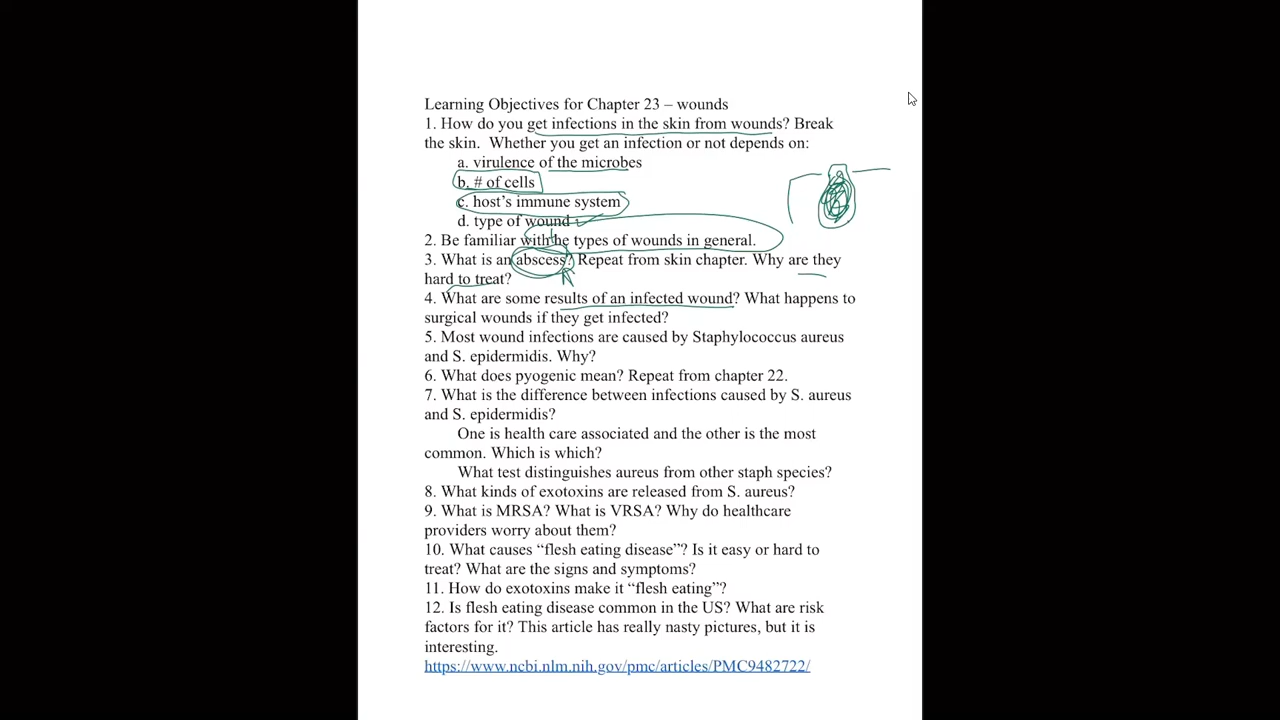 Learning Objectives for Chapter 23 – wounds
1. How do you get infections in the skin from wounds? Break
the skin.  Whether you get an infection or not depends on:
a. virulence of the microbes
b. # of cells
c. host's immune system
d. type of wound
2. Be familiar with the types of wounds in general.
3. What is an abscess? Repeat from skin chapter. Why are they
hard to treat?
4. What are some results of an infected wound? What happens to
surgical wounds if they get infected?
5. Most wound infections are caused by Staphylococcus aureus
and S. epidermidis. Why?
6. What does pyogenic mean? Repeat from chapter 22.
7. What is the difference between infections caused by S. aureus
and S. epidermidis?
One is health care associated and the other is the most
common. Which is which?
What test distinguishes aureus from other staph species?
8. What kinds of exotoxins are released from S. aureus?
9. What is MRSA? What is VRSA? Why do healthcare
providers worry about them?
10. What causes “flesh eating disease”? Is it easy or hard to
treat? What are the signs and symptoms?
11. How do exotoxins make it “flesh eating”?
12. Is flesh eating disease common in the US? What are risk
factors for it? This article has really nasty pictures, but it is
interesting.
https://www.ncbi.nlm.nih.gov/pmc/articles/PMC9482722/